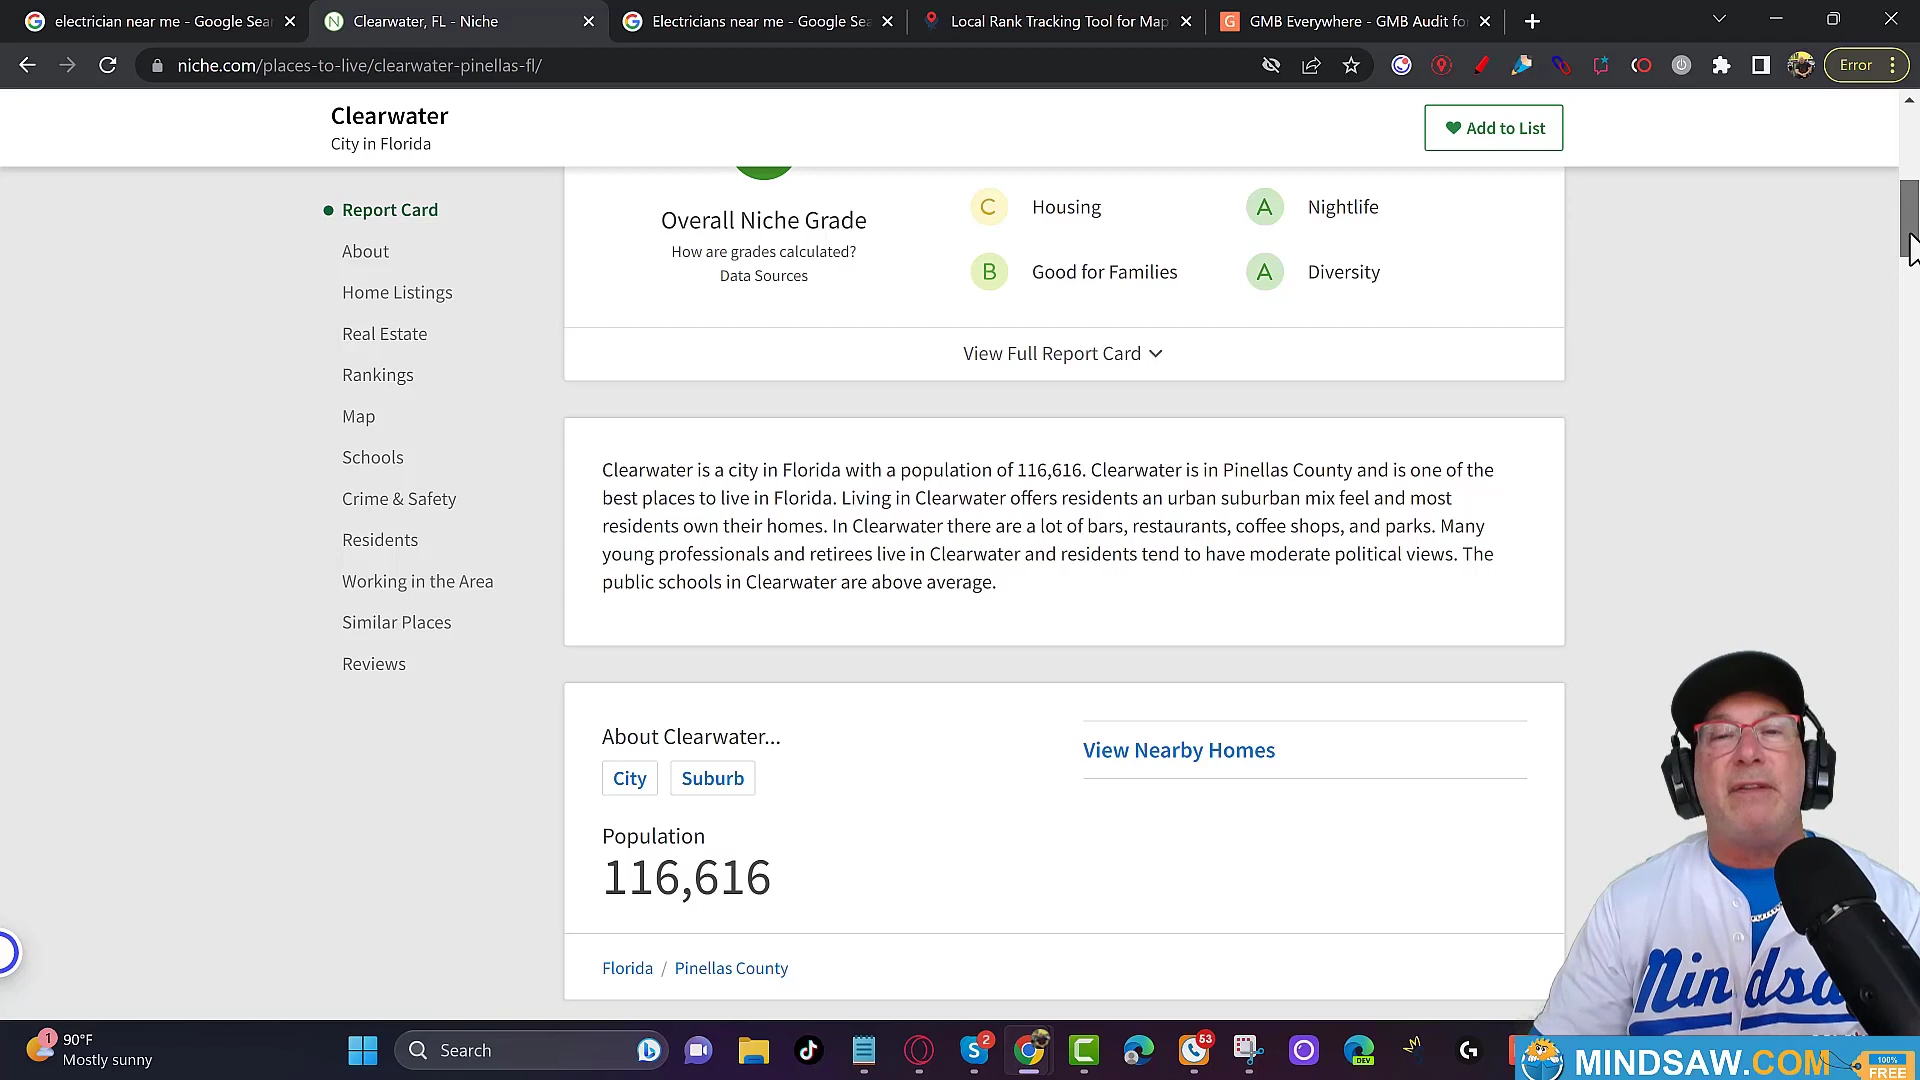 electrician near me - Google Sear
Clearwater, FL - Niche
Electricians near me - Google Sea
Local Rank Tracking Tool for Map
GMB Everywhere - GMB Audit fo
niche.com/places-to-live/clearwater-pinellas-fl/
Error
Clearwater
City in Florida
Add to List
Report Card
About
Home Listings
Real Estate
Rankings
Map
Schools
Crime & Safety
Residents
Working in the Area
Similar Places
Reviews
Overall Niche Grade
How are grades calculated?
Data Sources
C Housing
A Nightlife
B Good for Families
A Diversity
View Full Report Card
Clearwater is a city in Florida with a population of 116,616. Clearwater is in Pinellas County and is one of the
best places to live in Florida. Living in Clearwater offers residents an urban suburban mix feel and most
residents own their homes. In Clearwater there are a lot of bars, restaurants, coffee shops, and parks. Many
young professionals and retirees live in Clearwater and residents tend to have moderate political views. The
public schools in Clearwater are above average.
About Clearwater...
City Suburb
View Nearby Homes
Population
116,616
Florida / Pinellas County
Mindsa
1
90°F
Mostly sunny
Search
2
53
DEV
MINDSAW.COM
100%
FREE